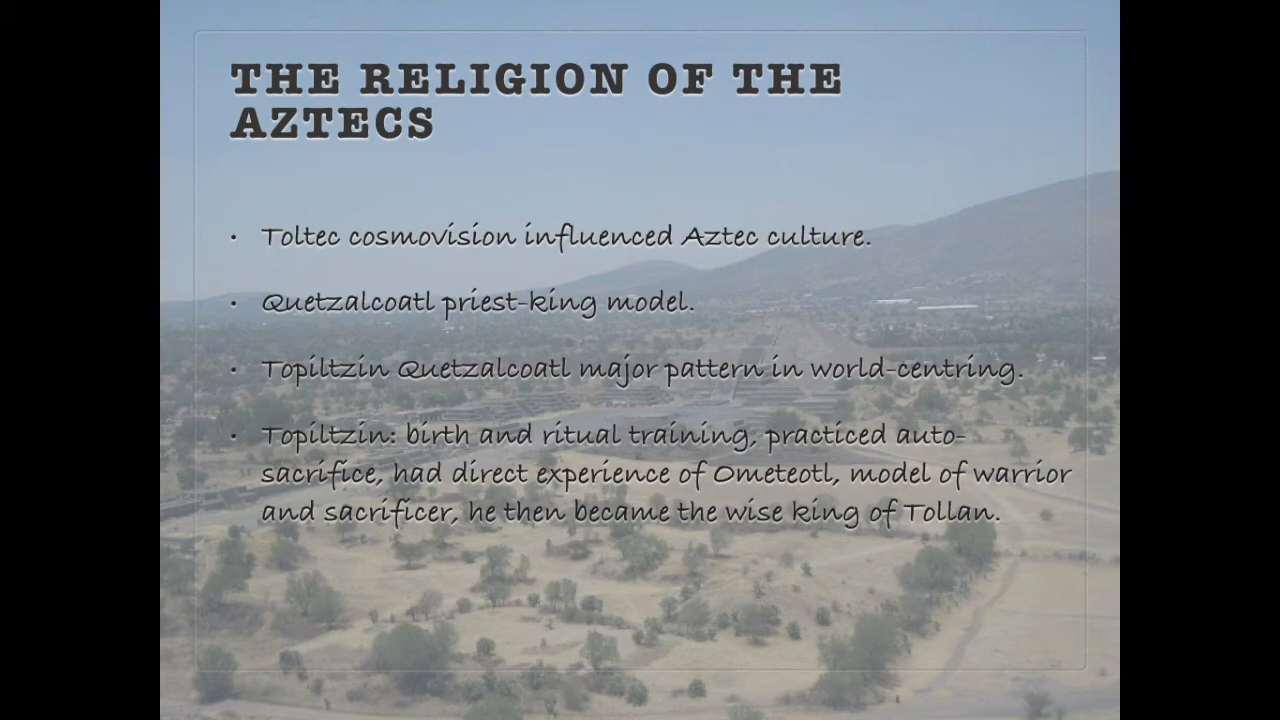 THE RELIGION OF THE
AZTECS
• Toltec cosmovision influenced Aztec culture.
• Quetzalcoatl priest-king model.
• Topiltzin Quetzalcoatl major pattern in world-centring.
• Topiltzin: birth and ritual training, practiced auto-
sacrifice, had direct experience of Ometeotl, model of warrior
and sacrificer, he then became the wise king of Tollan.